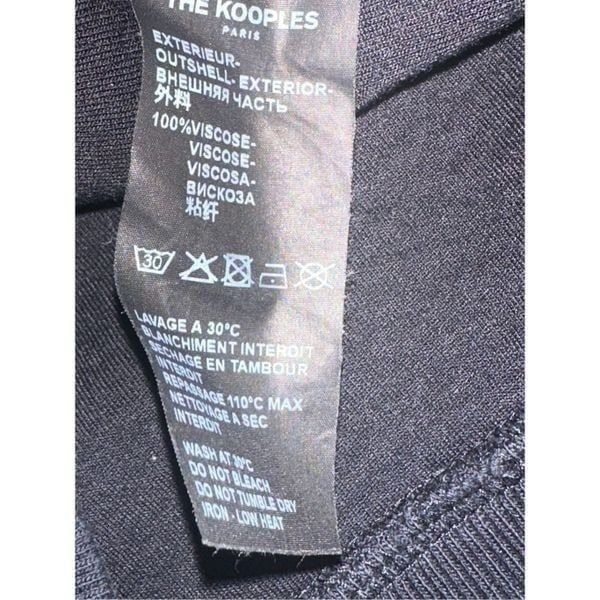 THE KOOPLES
PARIS
EXTERIEUR-
OUTSHELL- EXTERIOR-
ВНЕШНЯЯ ЧАСТЬ
外料
100%VISCOSE-
VISCOSE-
VISCOSA-
ВИСКОЗА
粘纤
30
LAVAGE A 30°C
BLANCHIMENT INTERDIT
SECHAGE EN TAMBOUR
INTERDIT
REPASSAGE 110°C MAX
NETTOYAGE A SEC
INTERDIT
WASH AT 30°C
DO NOT BLEACH
DO NOT TUMBLE DRY
IRON - LOW HEAT